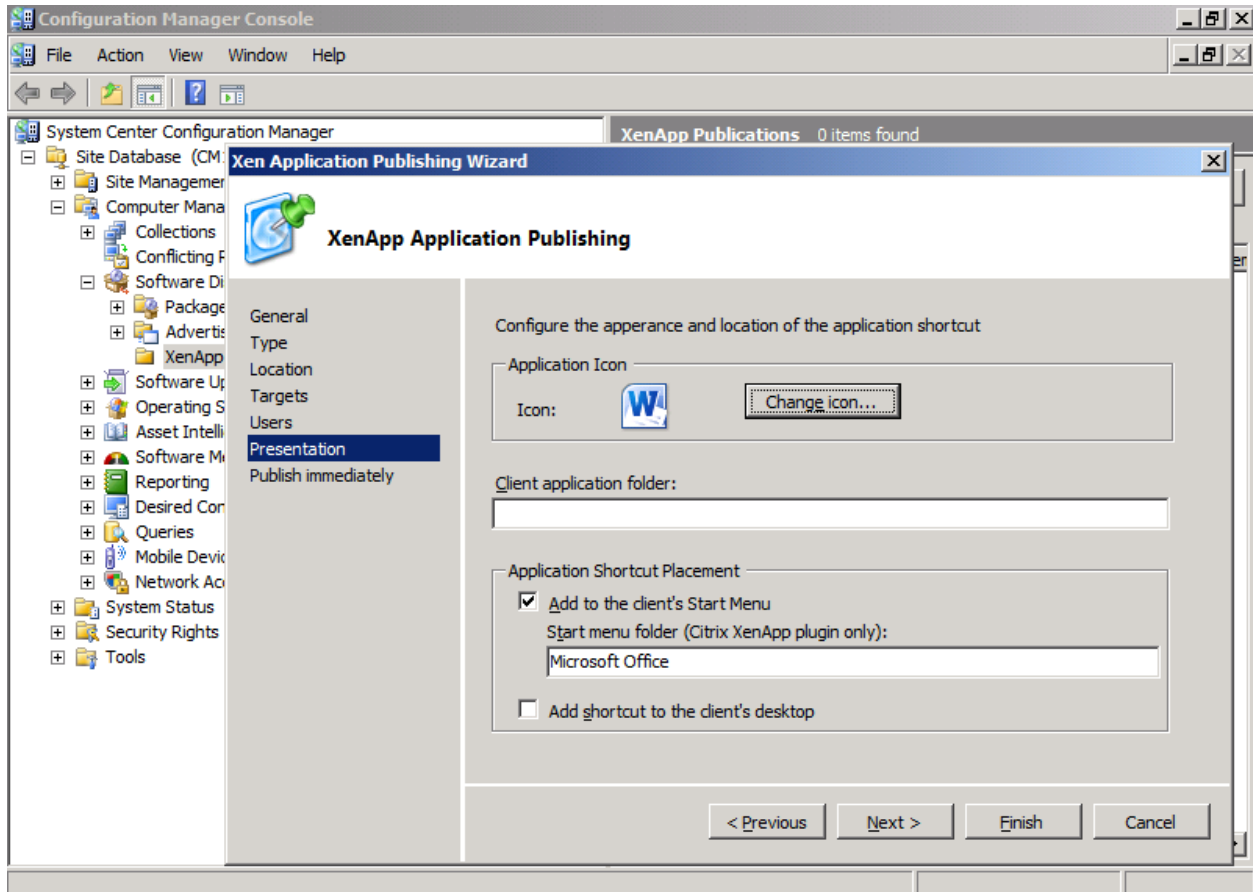 Configuration Manager Console
File Action View Window Help
System Center Configuration Manager
XenApp Publications 0 items found
Site Database (CM
Xen Application Publishing Wizard
Site Managemen
Computer Mana
XenApp Application Publishing
Collections
Conflicting
Software Di
Package
Advertis
XenApp
Software Up
Operating S
Asset Intelli
Software Me
Reporting
Desired Con
Queries
Mobile Devic
Network Ac
System Status
Security Rights
Tools
General
Type
Location
Targets
Users
Presentation
Publish immediately
Configure the apperance and location of the application shortcut
Application Icon
Icon:
W
Change icon...
Client application folder:
Application Shortcut Placement
Add to the client's Start Menu
Start menu folder (Citrix XenApp plugin only):
Microsoft Office
Add shortcut to the client's desktop
< Previous Next > Finish Cancel